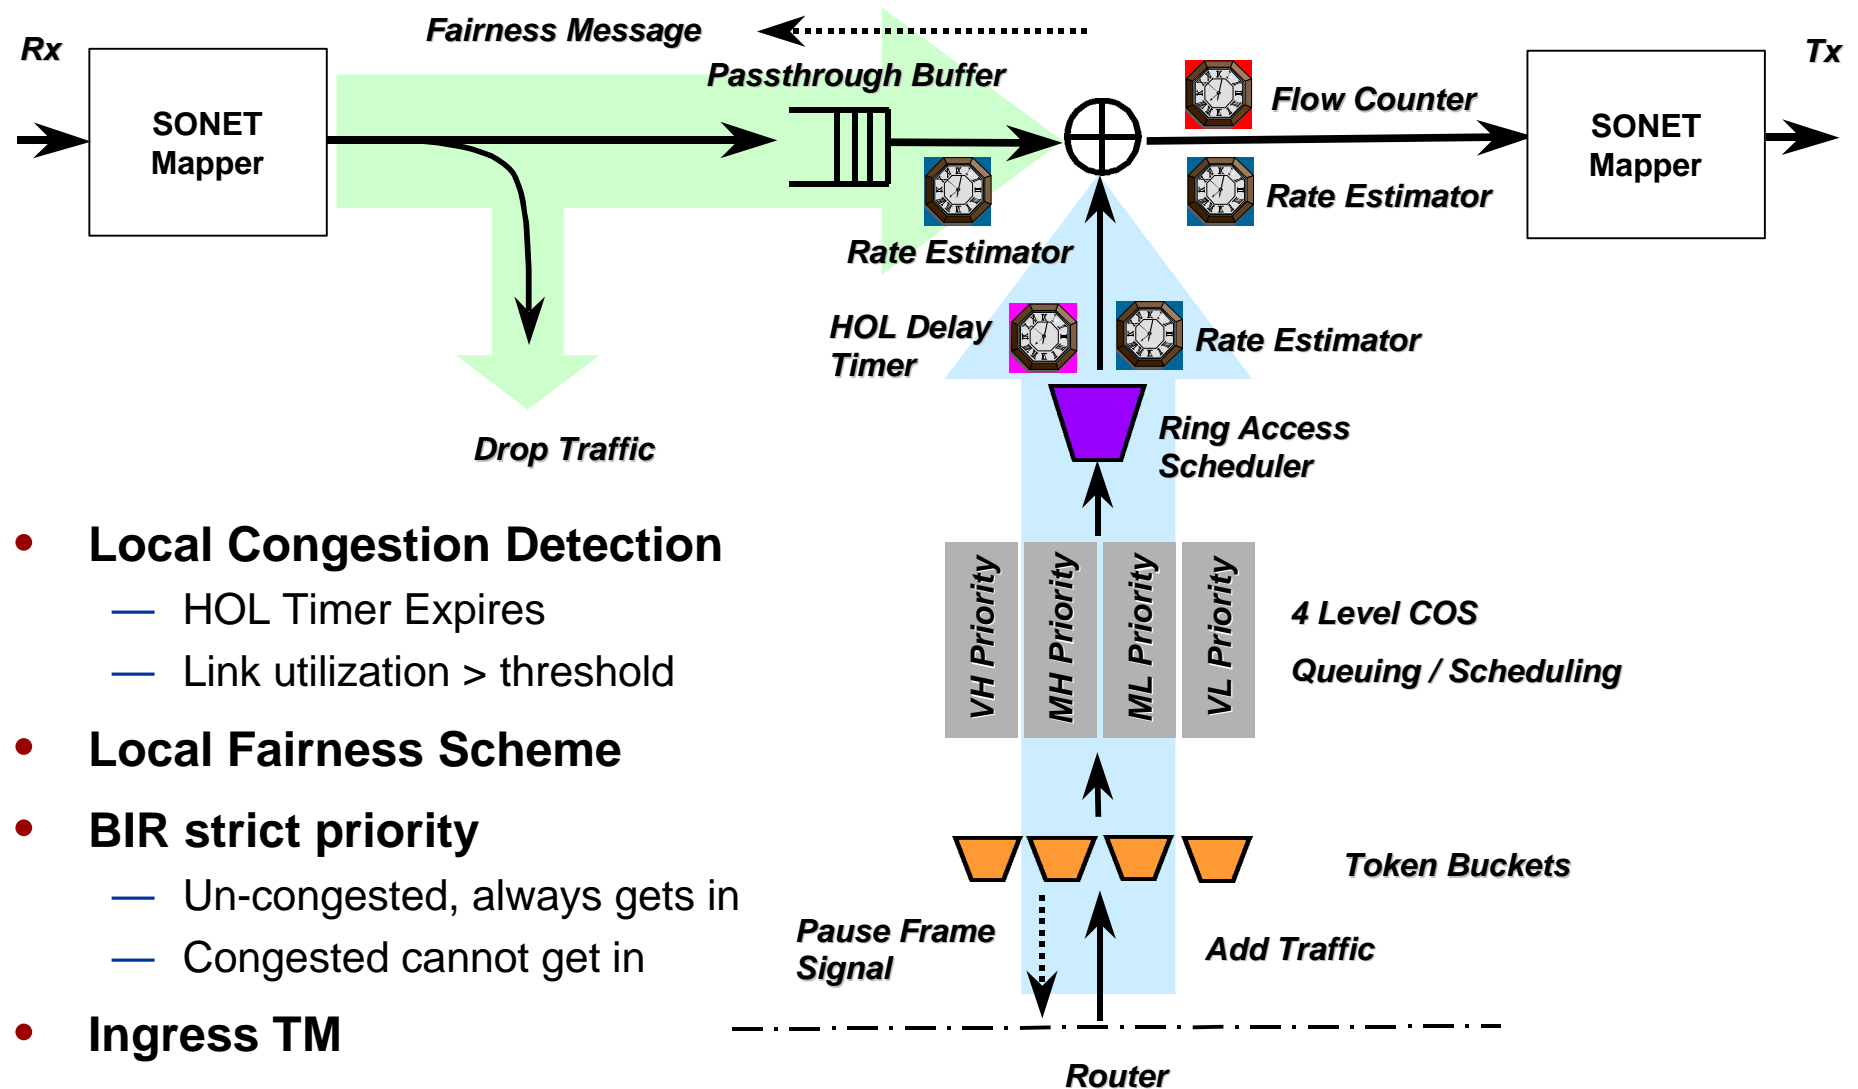 Fairness Message
Rx
Tx
Passthrough Buffer
SONET
Mapper
Flow Counter
SONET
Mapper
Rate Estimator
Rate Estimator
HOL Delay
Timer
Rate Estimator
Drop Traffic
Ring Access
Scheduler
• Local Congestion Detection
— HOL Timer Expires
— Link utilization > threshold
• Local Fairness Scheme
• BIR strict priority
— Un-congested, always gets in
— Congested cannot get in
• Ingress TM
VH Priority
MH Priority
ML Priority
VL Priority
4 Level COS
Queuing / Scheduling
Token Buckets
Pause Frame
Signal
Add Traffic
Router